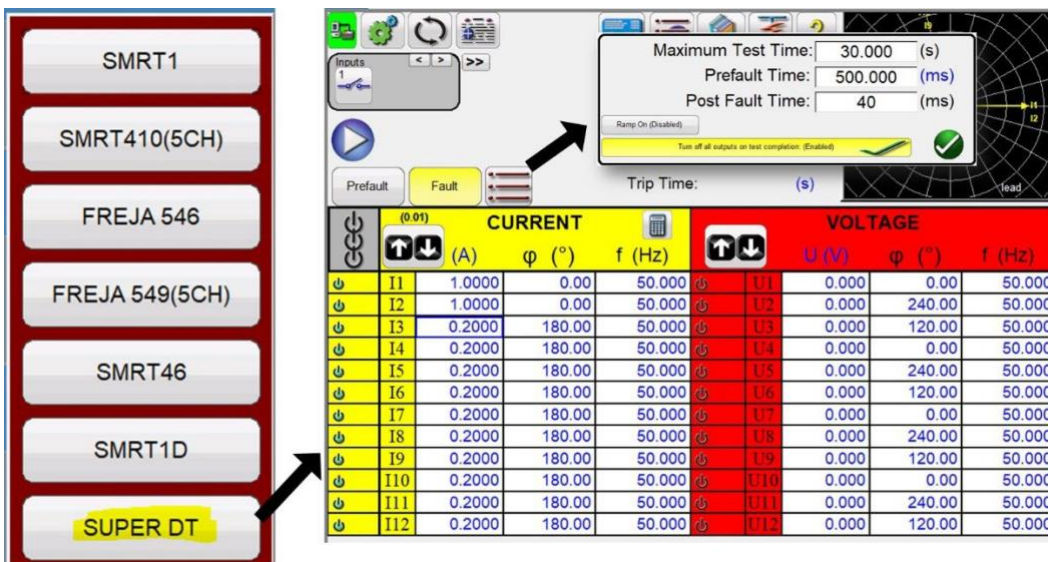 SMRT1
SMRT410(5CH)
FREJA 546
FREJA 549(5CH)
SMRT46
SMRT1D
SUPER DT
Inputs
< > >>
1
Maximum Test Time: 30.000 (s)
Prefault Time: 500.000 (ms)
Post Fault Time: 40 (ms)
Ramp On (Disabled)
Turn off all outputs on test completion: (Enabled)
I9
I1
I2
lead
Prefault Fault
Trip Time: (s)
(0.01) CURRENT VOLTAGE
(A) φ (°) f (Hz) U (V) φ (°) f (Hz)
I1 1.0000 0.00 50.000 U1 0.000 0.00 50.000
I2 1.0000 0.00 50.000 U2 0.000 240.00 50.000
I3 0.2000 180.00 50.000 U3 0.000 120.00 50.000
I4 0.2000 180.00 50.000 U4 0.000 0.00 50.000
I5 0.2000 180.00 50.000 U5 0.000 240.00 50.000
I6 0.2000 180.00 50.000 U6 0.000 120.00 50.000
I7 0.2000 180.00 50.000 U7 0.000 0.00 50.000
I8 0.2000 180.00 50.000 U8 0.000 240.00 50.000
I9 0.2000 180.00 50.000 U9 0.000 120.00 50.000
I10 0.2000 180.00 50.000 U10 0.000 0.00 50.000
I11 0.2000 180.00 50.000 U11 0.000 240.00 50.000
I12 0.2000 180.00 50.000 U12 0.000 120.00 50.000